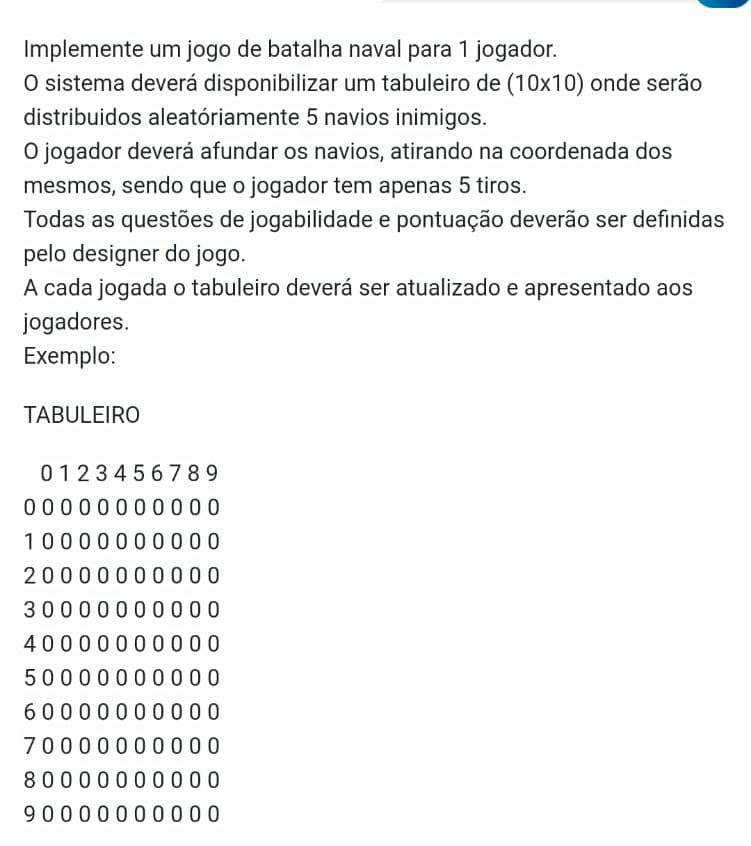 Implemente um jogo de batalha naval para 1 jogador.
O sistema deverá disponibilizar um tabuleiro de (10x10) onde serão
distribuidos aleatóriamente 5 navios inimigos.
O jogador deverá afundar os navios, atirando na coordenada dos
mesmos, sendo que o jogador tem apenas 5 tiros.
Todas as questões de jogabilidade e pontuação deverão ser definidas
pelo designer do jogo.
A cada jogada o tabuleiro deverá ser atualizado e apresentado aos
jogadores.
Exemplo:
TABULEIRO
0 1 2 3 4 5 6 7 8 9
0 0 0 0 0 0 0 0 0 0 0
1 0 0 0 0 0 0 0 0 0 0
2 0 0 0 0 0 0 0 0 0 0
3 0 0 0 0 0 0 0 0 0 0
4 0 0 0 0 0 0 0 0 0 0
5 0 0 0 0 0 0 0 0 0 0
6 0 0 0 0 0 0 0 0 0 0
7 0 0 0 0 0 0 0 0 0 0
8 0 0 0 0 0 0 0 0 0 0
9 0 0 0 0 0 0 0 0 0 0